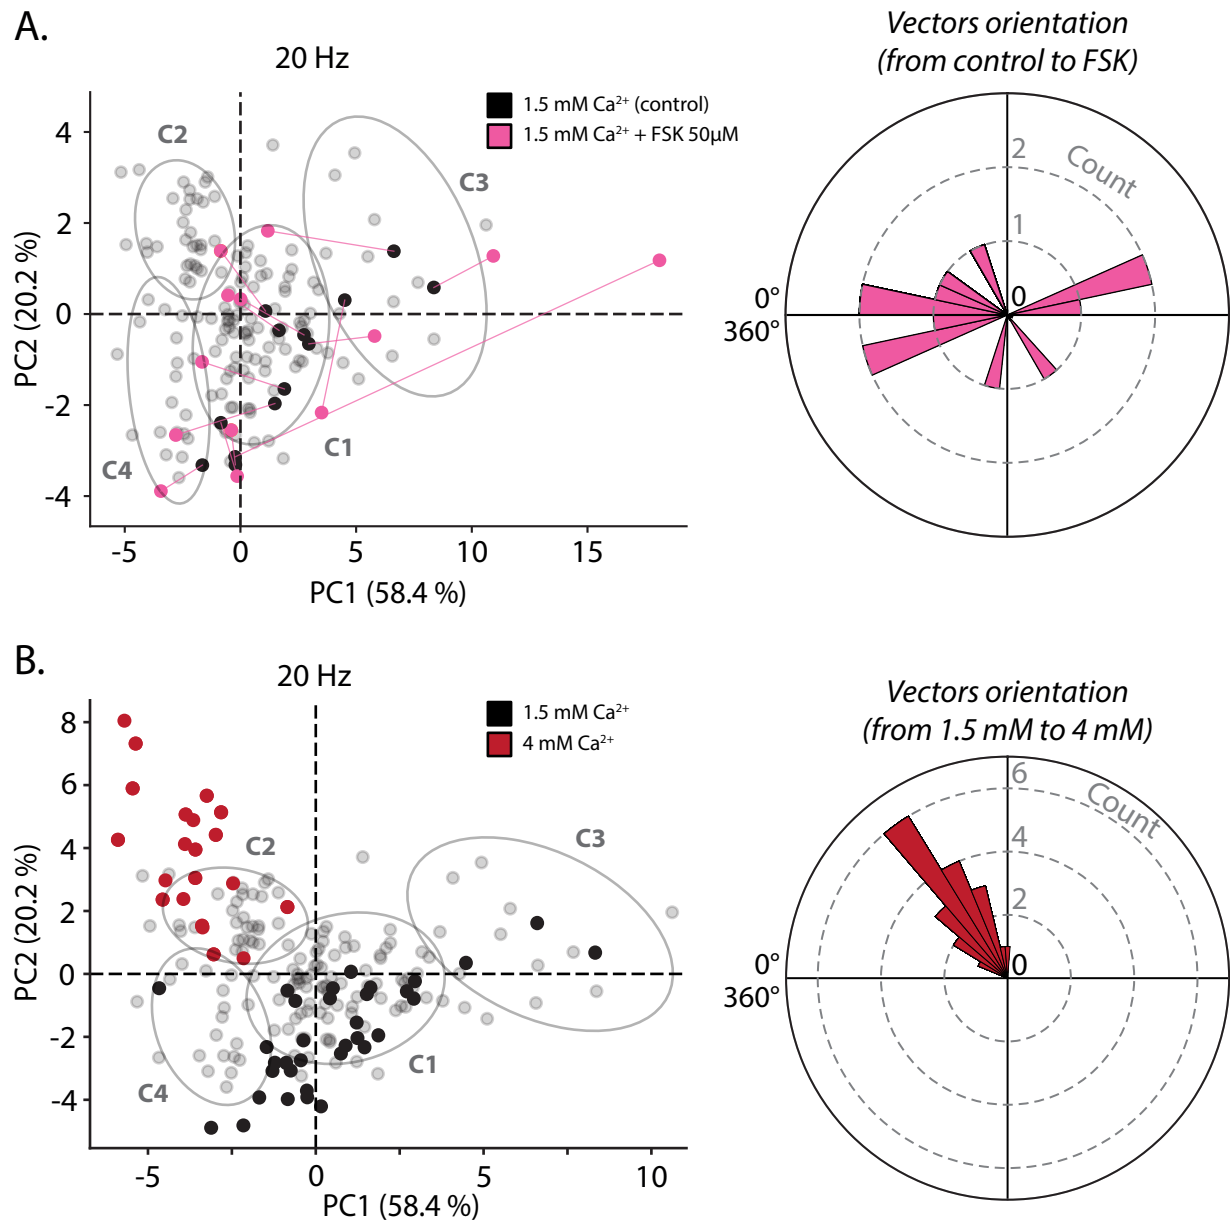 A.
20 Hz
1.5 mM Ca²⁺ (control)
1.5 mM Ca²⁺ + FSK 50µM
C2
C3
C1
C4
4
2
0
-2
-4
PC2 (20.2 %)
-5 0 5 10 15
PC1 (58.4 %)
Vectors orientation
(from control to FSK)
2
Count
1
0
0°
360°
B.
20 Hz
1.5 mM Ca²⁺
4 mM Ca²⁺
C2
C3
C1
C4
8
6
4
2
0
-2
-4
PC2 (20.2 %)
-5 0 5 10
PC1 (58.4 %)
Vectors orientation
(from 1.5 mM to 4 mM)
6
Count
4
2
0
0°
360°